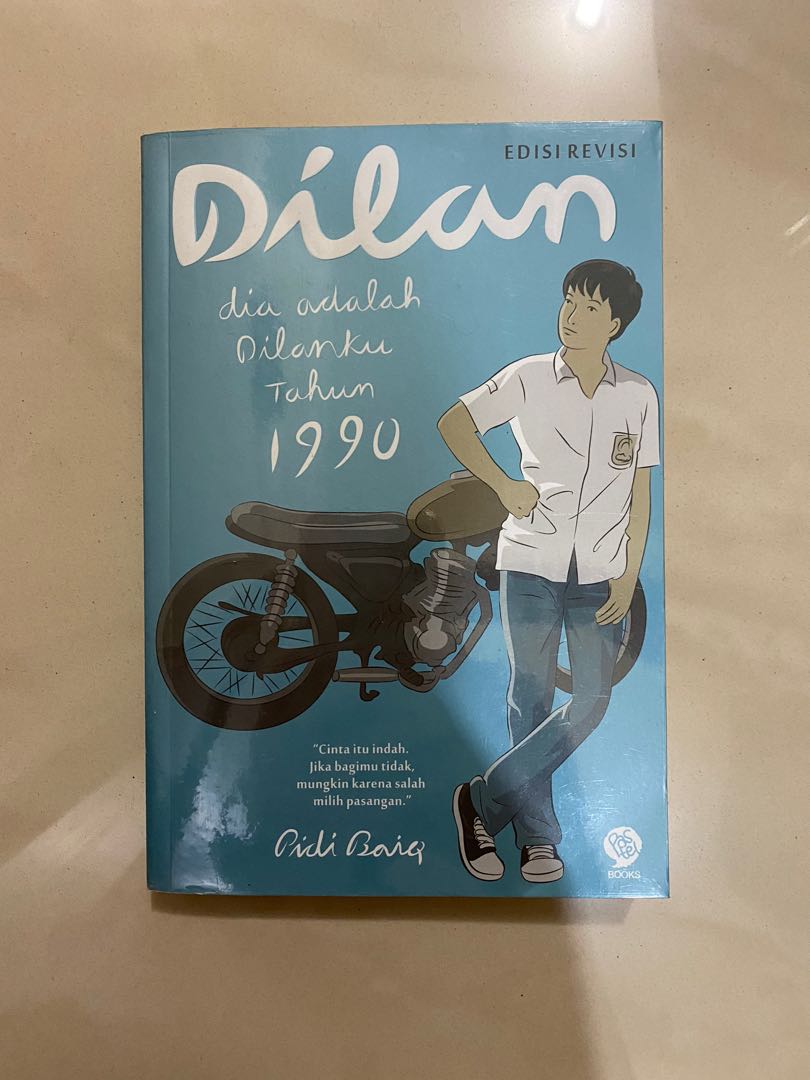 EDISI REVISI
Dilan
dia adalah
Dilanku
Tahun
1990
"Cinta itu indah.
Jika bagimu tidak,
mungkin karena salah
milih pasangan."
Pidi Baiq
Pastel
BOOKS